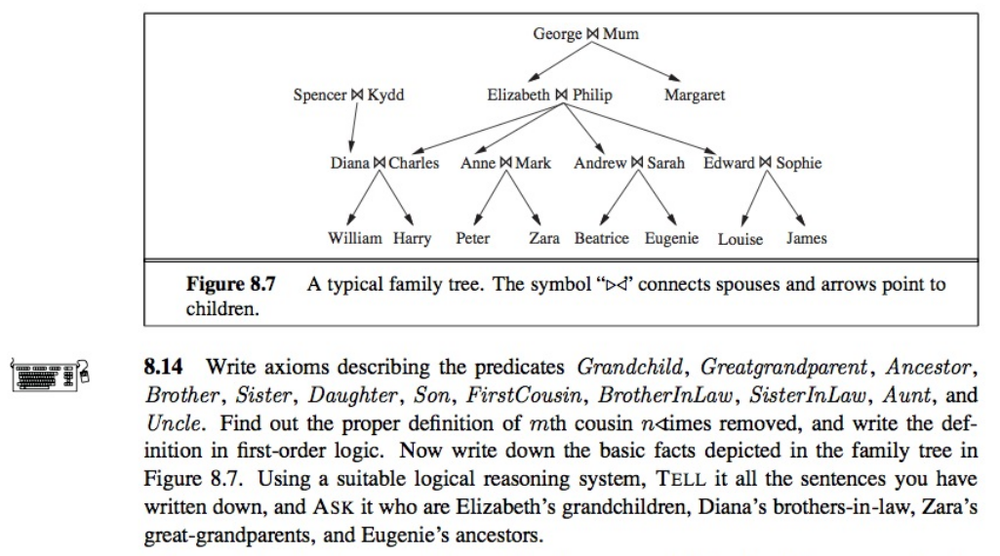 George ⋈ Mum
Spencer ⋈ Kydd Elizabeth ⋈ Philip Margaret
Diana ⋈ Charles Anne ⋈ Mark Andrew ⋈ Sarah Edward ⋈ Sophie
William Harry Peter Zara Beatrice Eugenie Louise James
Figure 8.7 A typical family tree. The symbol “⋈” connects spouses and arrows point to
children.
8.14 Write axioms describing the predicates Grandchild, Greatgrandparent, Ancestor,
Brother, Sister, Daughter, Son, FirstCousin, BrotherInLaw, SisterInLaw, Aunt, and
Uncle. Find out the proper definition of mth cousin n times removed, and write the def-
inition in first-order logic. Now write down the basic facts depicted in the family tree in
Figure 8.7. Using a suitable logical reasoning system, TELL it all the sentences you have
written down, and ASK it who are Elizabeth’s grandchildren, Diana’s brothers-in-law, Zara’s
great-grandparents, and Eugenie’s ancestors.